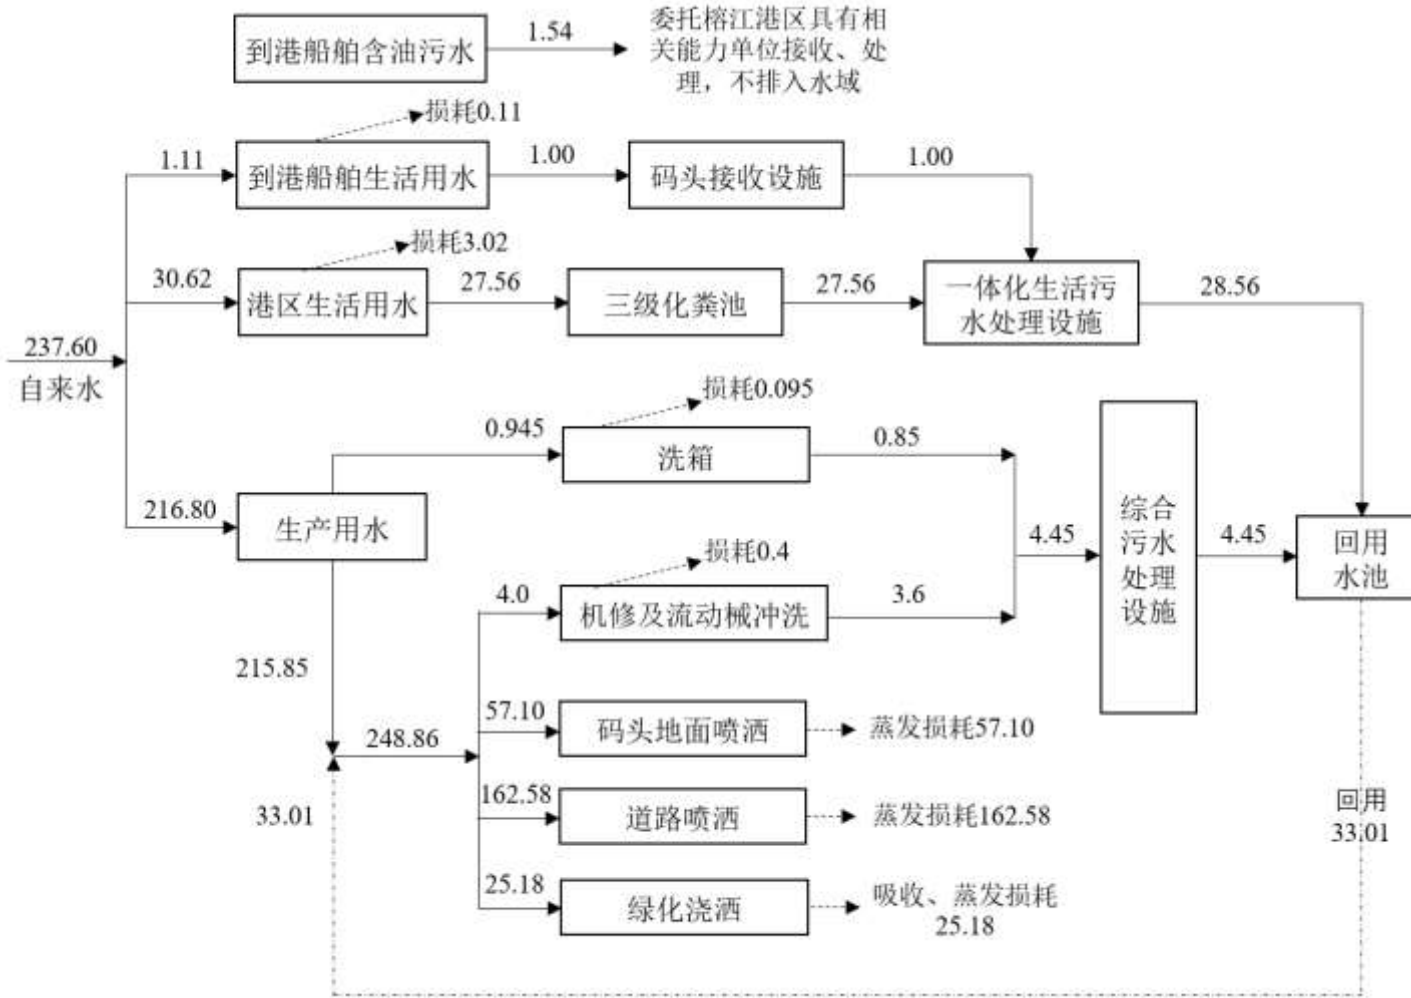 到港船舶含油污水
1.54
委托榕江港区具有相
关能力单位接收、处
理，不排入水域
损耗0.11
1.11
到港船舶生活用水
1.00
码头接收设施
1.00
损耗3.02
30.62
港区生活用水
27.56
三级化粪池
27.56
一体化生活污
水处理设施
28.56
237.60
自来水
损耗0.095
0.945
洗箱
0.85
216.80
生产用水
综合
污水
处理
设施
4.45
4.45
回用
水池
损耗0.4
4.0
机修及流动械冲洗
3.6
215.85
57.10
码头地面喷洒
蒸发损耗57.10
248.86
162.58
道路喷洒
蒸发损耗162.58
33.01
回用
33.01
25.18
绿化浇洒
吸收、蒸发损耗
25.18